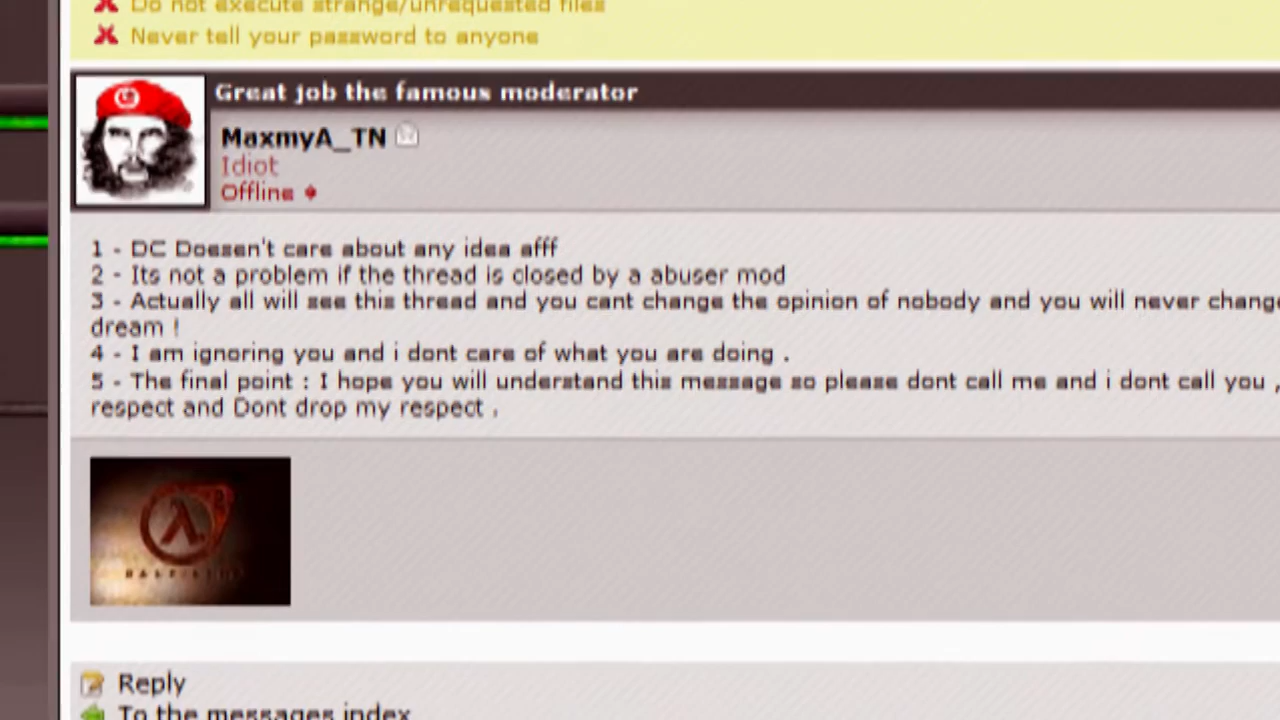 Do not execute strange/unrequested files
Never tell your password to anyone
Great job the famous moderator
MaxmyA_TN
Idiot
Offline
1 - DC Doesen't care about any idea afff
2 - Its not a problem if the thread is closed by a abuser mod
3 - Actually all will see this thread and you cant change the opinion of nobody and you will never change
dream !
4 - I am ignoring you and i dont care of what you are doing .
5 - The final point : I hope you will understand this message so please dont call me and i dont call you ,
respect and Dont drop my respect .
HALF-LIFE
Reply
To the messages index